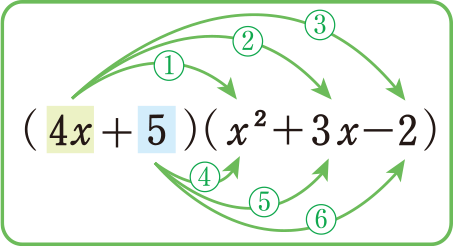 ① ② ③
(4x+5)(x²+3x−2)
④ ⑤ ⑥